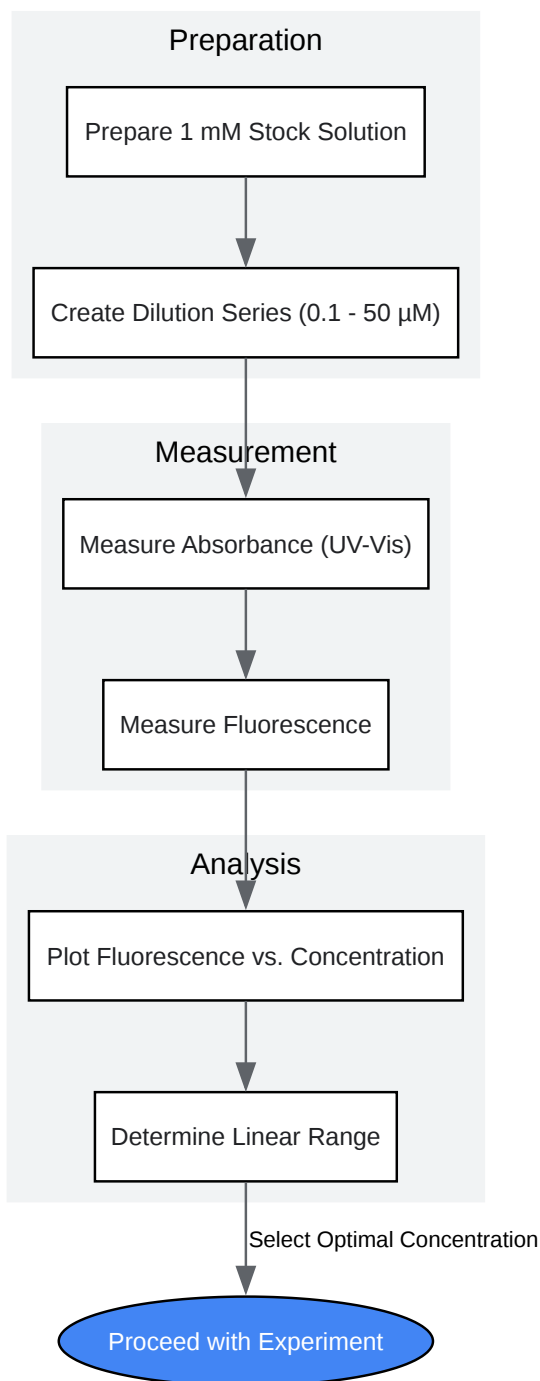 Preparation
Prepare 1 mM Stock Solution
Create Dilution Series (0.1 - 50 µM)
Measurement
Measure Absorbance (UV-Vis)
Measure Fluorescence
Analysis
Plot Fluorescence vs. Concentration
Determine Linear Range
Select Optimal Concentration
Proceed with Experiment